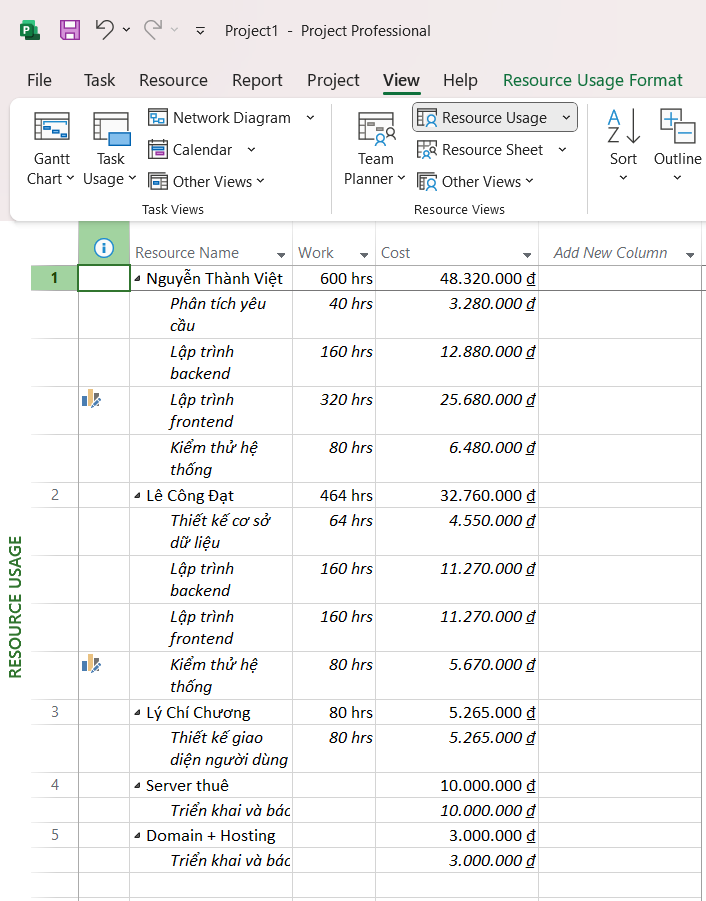 Project1 - Project Professional
File Task Resource Report Project View Help Resource Usage Format
Gantt Chart
Task Usage
Network Diagram
Calendar
Other Views
Task Views
Team Planner
Resource Usage
Resource Sheet
Other Views
Resource Views
Sort
Outline
Resource Name Work Cost Add New Column
1 Nguyễn Thành Việt 600 hrs 48.320.000 ₫
Phân tích yêu 40 hrs 3.280.000 ₫
cầu
Lập trình 160 hrs 12.880.000 ₫
backend
Lập trình 320 hrs 25.680.000 ₫
frontend
Kiểm thử hệ 80 hrs 6.480.000 ₫
thống
2 Lê Công Đạt 464 hrs 32.760.000 ₫
Thiết kế cơ sở 64 hrs 4.550.000 ₫
dữ liệu
Lập trình 160 hrs 11.270.000 ₫
backend
Lập trình 160 hrs 11.270.000 ₫
frontend
Kiểm thử hệ 80 hrs 5.670.000 ₫
thống
3 Lý Chí Chương 80 hrs 5.265.000 ₫
Thiết kế giao 80 hrs 5.265.000 ₫
diện người dùng
4 Server thuê 10.000.000 ₫
Triển khai và bác 10.000.000 ₫
5 Domain + Hosting 3.000.000 ₫
Triển khai và bác 3.000.000 ₫
RESOURCE USAGE